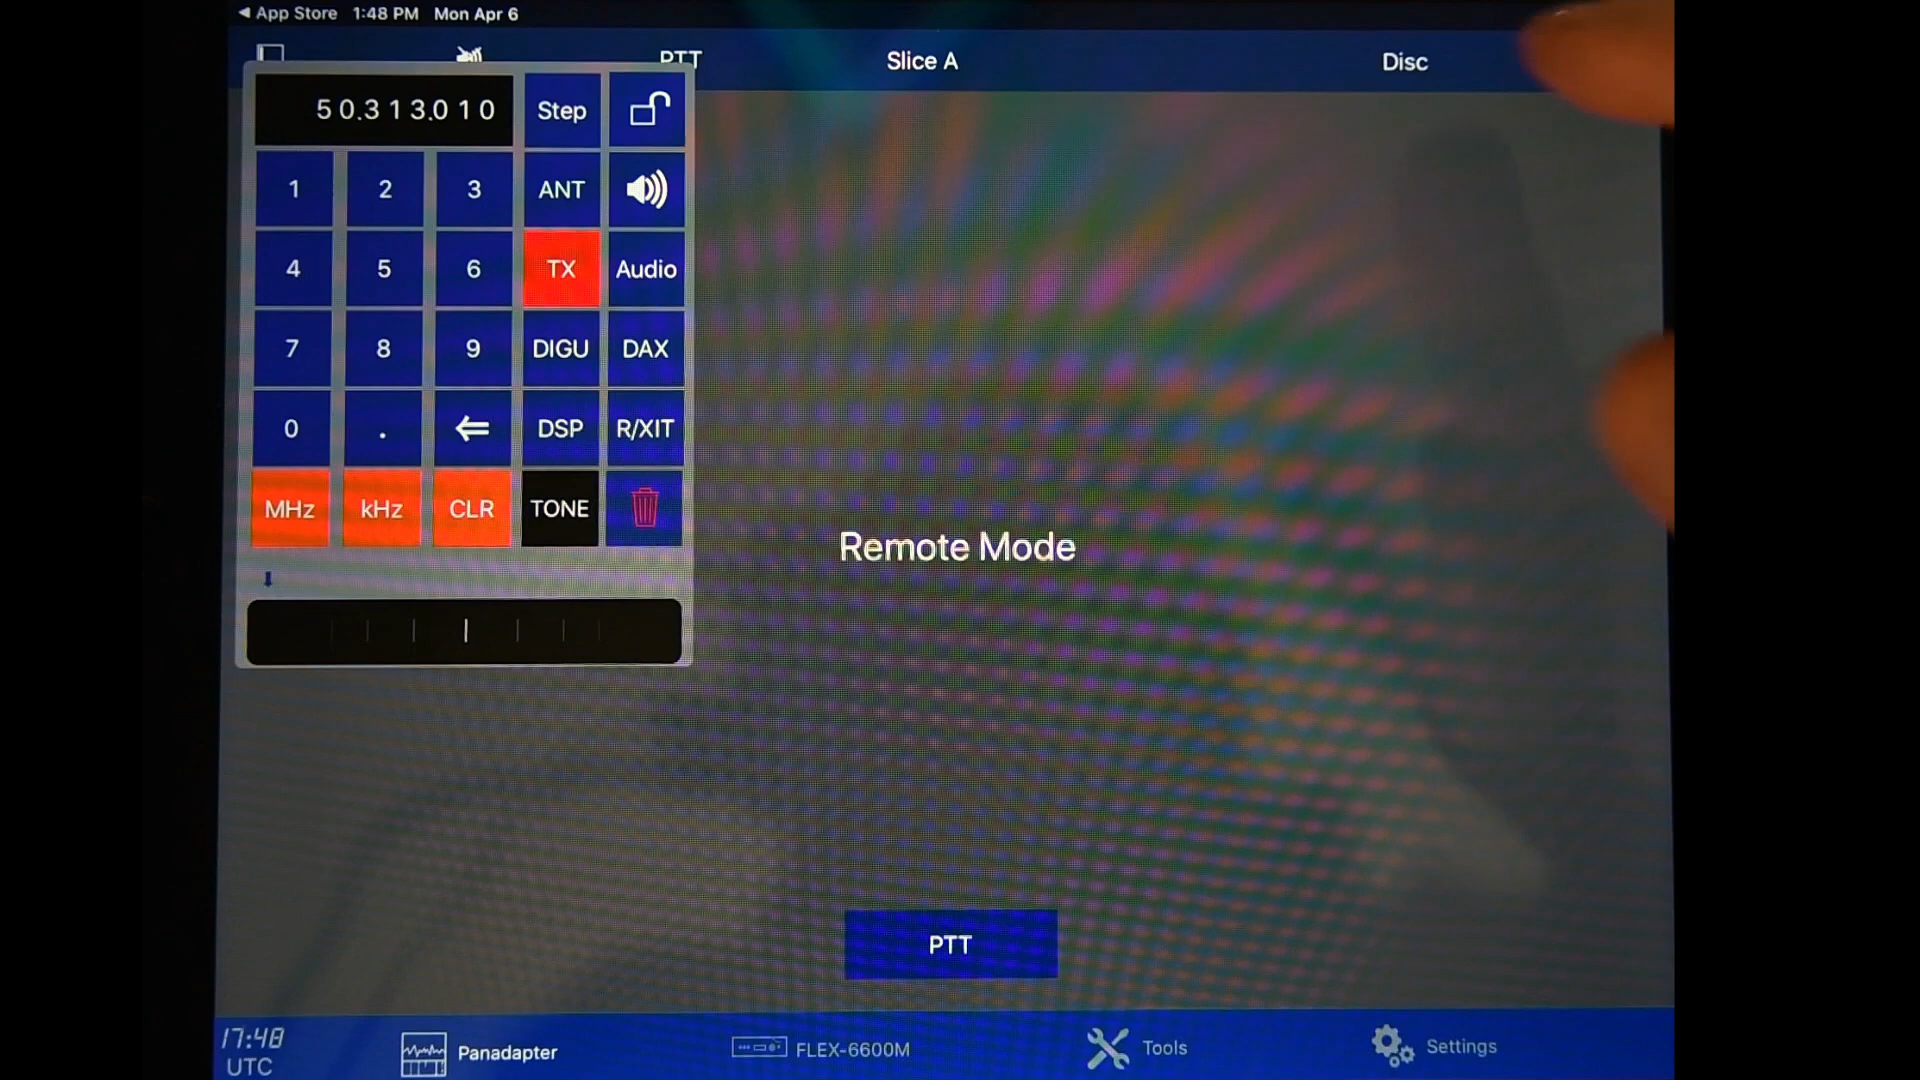 App Store 1:48 PM Mon Apr 6
PTT Slice A Disc
50.313.010 Step
1 2 3 ANT
4 5 6 TX Audio
7 8 9 DIGU DAX
0 . DSP R/XIT
MHz kHz CLR TONE
Remote Mode
PTT
17:48
UTC
Panadapter FLEX-6600M Tools Settings